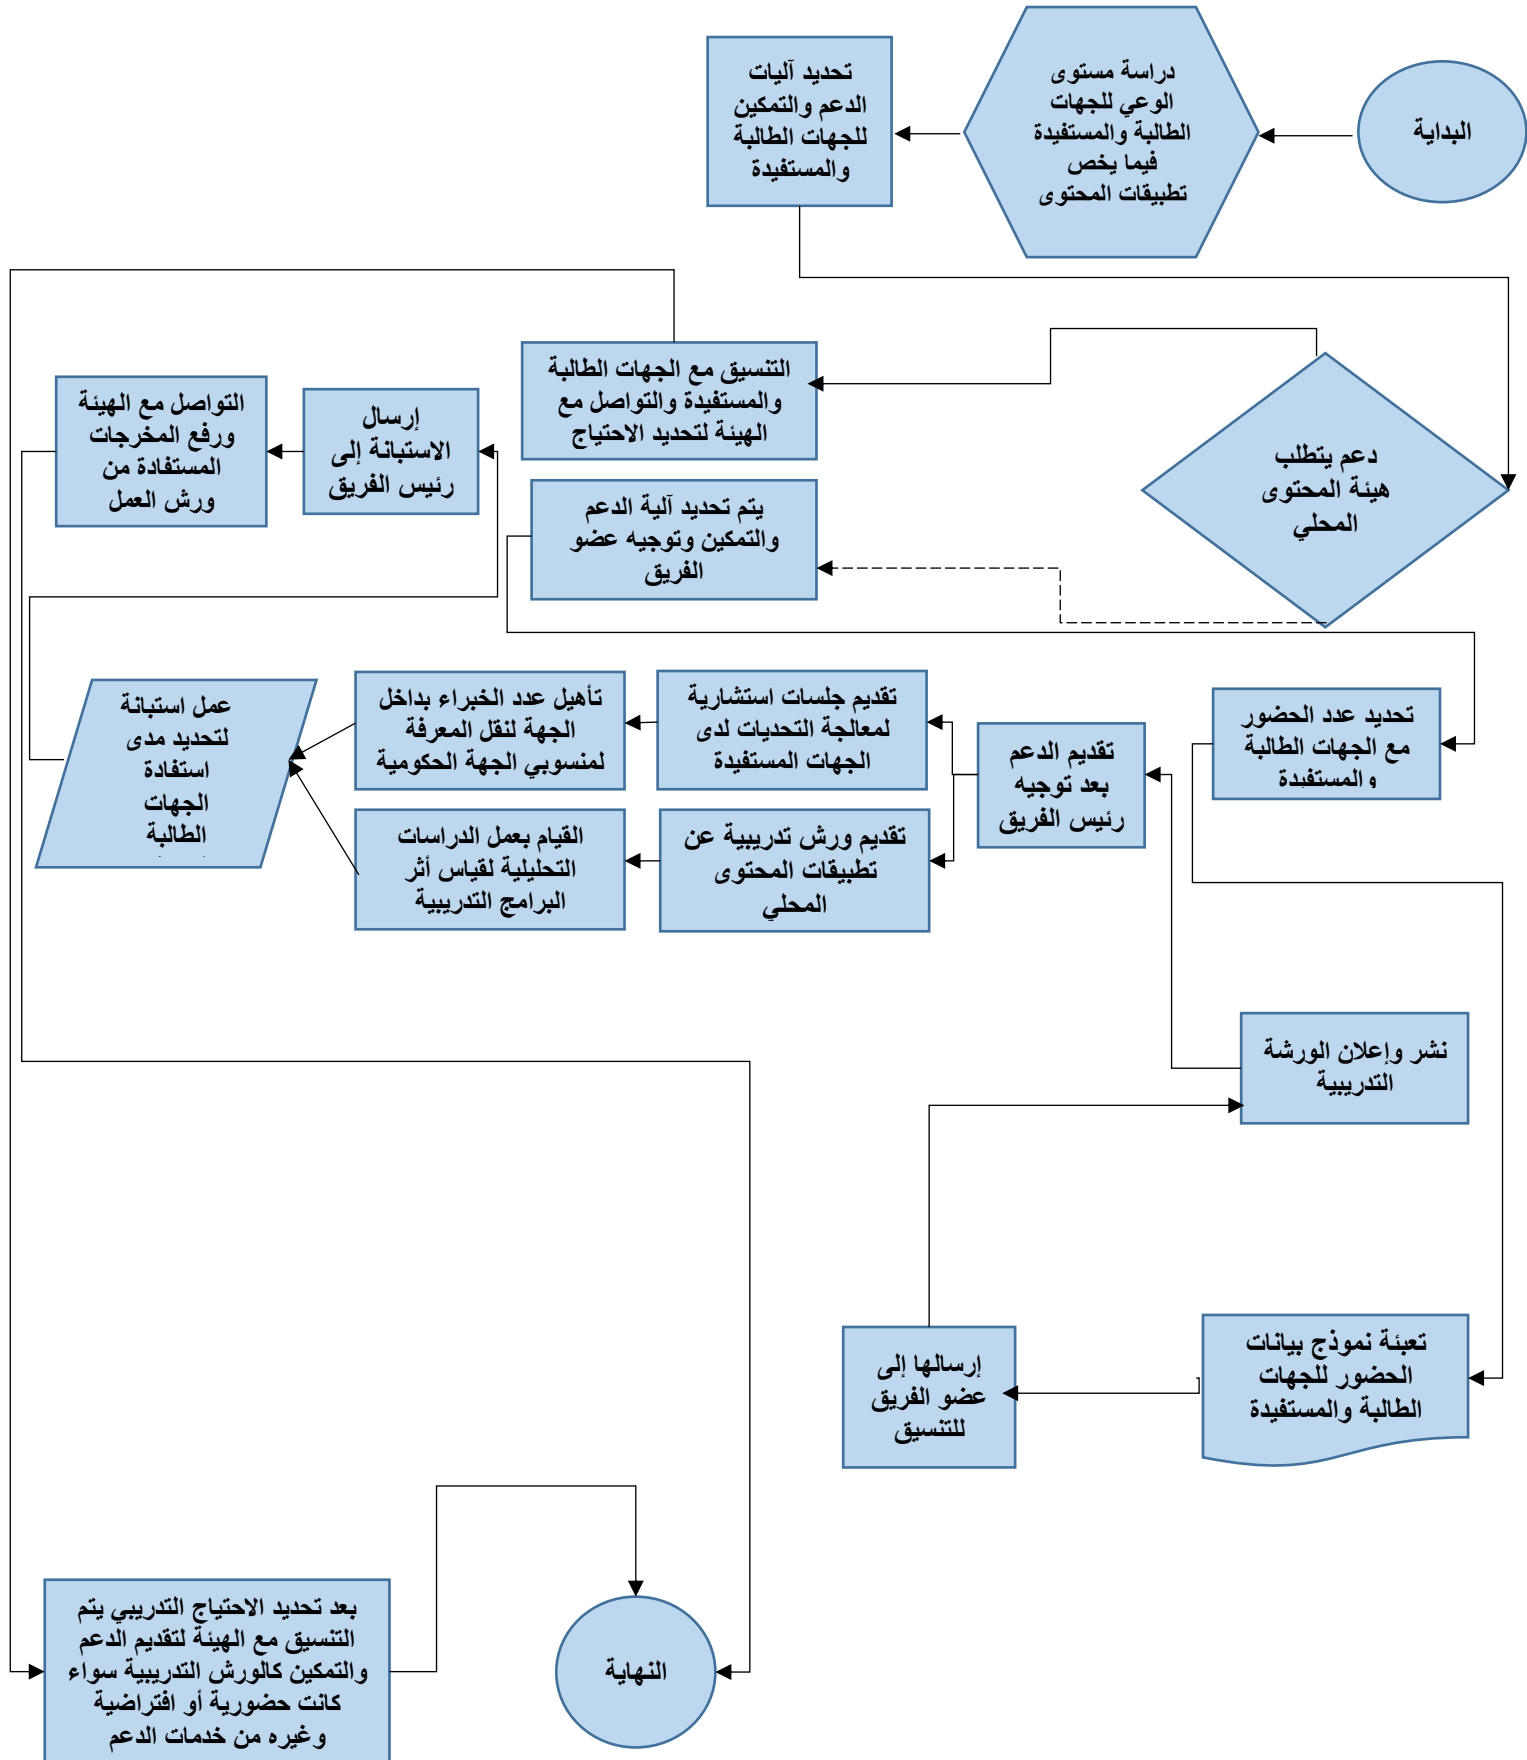 البداية
دراسة مستوى
الوعي للجهات
الطالبة والمستفيدة
فيما يخص
تطبيقات المحتوى
تحديد آليات
الدعم والتمكين
للجهات الطالبة
والمستفيدة
دعم يتطلب
هيئة المحتوى
المحلي
التنسيق مع الجهات الطالبة
والمستفيدة والتواصل مع
الهيئة لتحديد الاحتياج
إرسال
الاستبانة إلى
رئيس الفريق
التواصل مع الهيئة
ورفع المخرجات
المستفادة من
ورش العمل
يتم تحديد آلية الدعم
والتمكين وتوجيه عضو
الفريق
تحديد عدد الحضور
مع الجهات الطالبة
والمستفيدة
تقديم الدعم
بعد توجيه
رئيس الفريق
تقديم جلسات استشارية
لمعالجة التحديات لدى
الجهات المستفيدة
تأهيل عدد الخبراء بداخل
الجهة لنقل المعرفة
لمنسوبي الجهة الحكومية
عمل استبانة
لتحديد مدى
استفادة
الجهات
الطالبة
تقديم ورش تدريبية عن
تطبيقات المحتوى
المحلي
القيام بعمل الدراسات
التحليلية لقياس أثر
البرامج التدريبية
نشر وإعلان الورشة
التدريبية
تعبئة نموذج بيانات
الحضور للجهات
الطالبة والمستفيدة
إرسالها إلى
عضو الفريق
للتنسيق
النهاية
بعد تحديد الاحتياج التدريبي يتم
التنسيق مع الهيئة لتقديم الدعم
والتمكين كالورش التدريبية سواء
كانت حضورية أو افتراضية
وغيره من خدمات الدعم